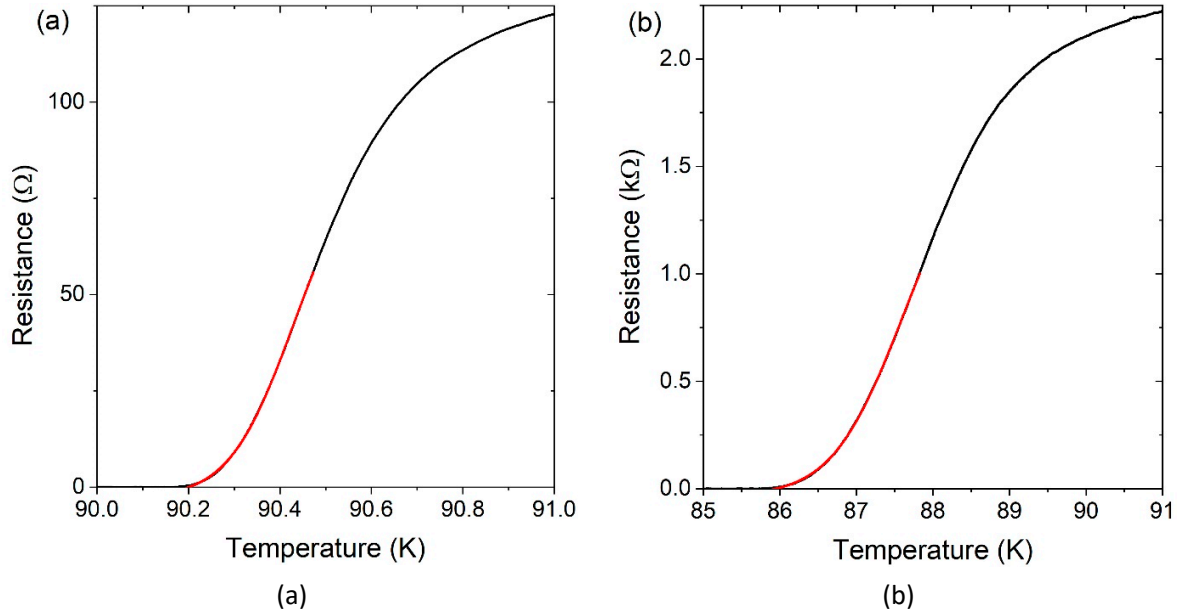 (a)
Resistance (Ω)
100
50
0
90.0 90.2 90.4 90.6 90.8 91.0
Temperature (K)
(a)
(b)
Resistance (kΩ)
2.0
1.5
1.0
0.5
0.0
85 86 87 88 89 90 91
Temperature (K)
(b)